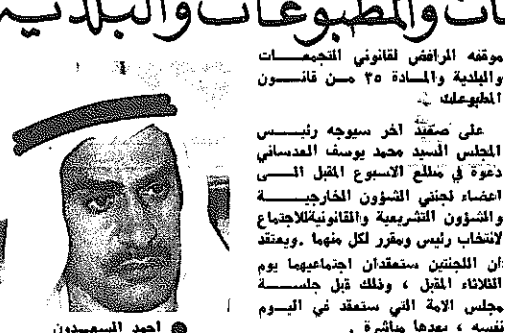 ـات والمطبوعات والبلدية
موقفه الرافض لقانوني التجمعات
والبلدية والمادة ٣٥ من قانون
المطبوعات .
على صعيد آخر سيوجه رئيس
المجلس السيد محمد يوسف العدساني
دعوة في مطلع الاسبوع المقبل الى
اعضاء لجنتي الشؤون الخارجية
والشؤون التشريعية والقانونية للاجتماع
لانتخاب رئيس ومقرر لكل منهما . ويعتقد
ان اللجنتين ستعقدان اجتماعيهما يوم
الثلاثاء المقبل ، وذلك قبل جلسة
مجلس الامة التي ستعقد في اليوم
نفسه ، بعدها مباشرة .
● احمد السعدون